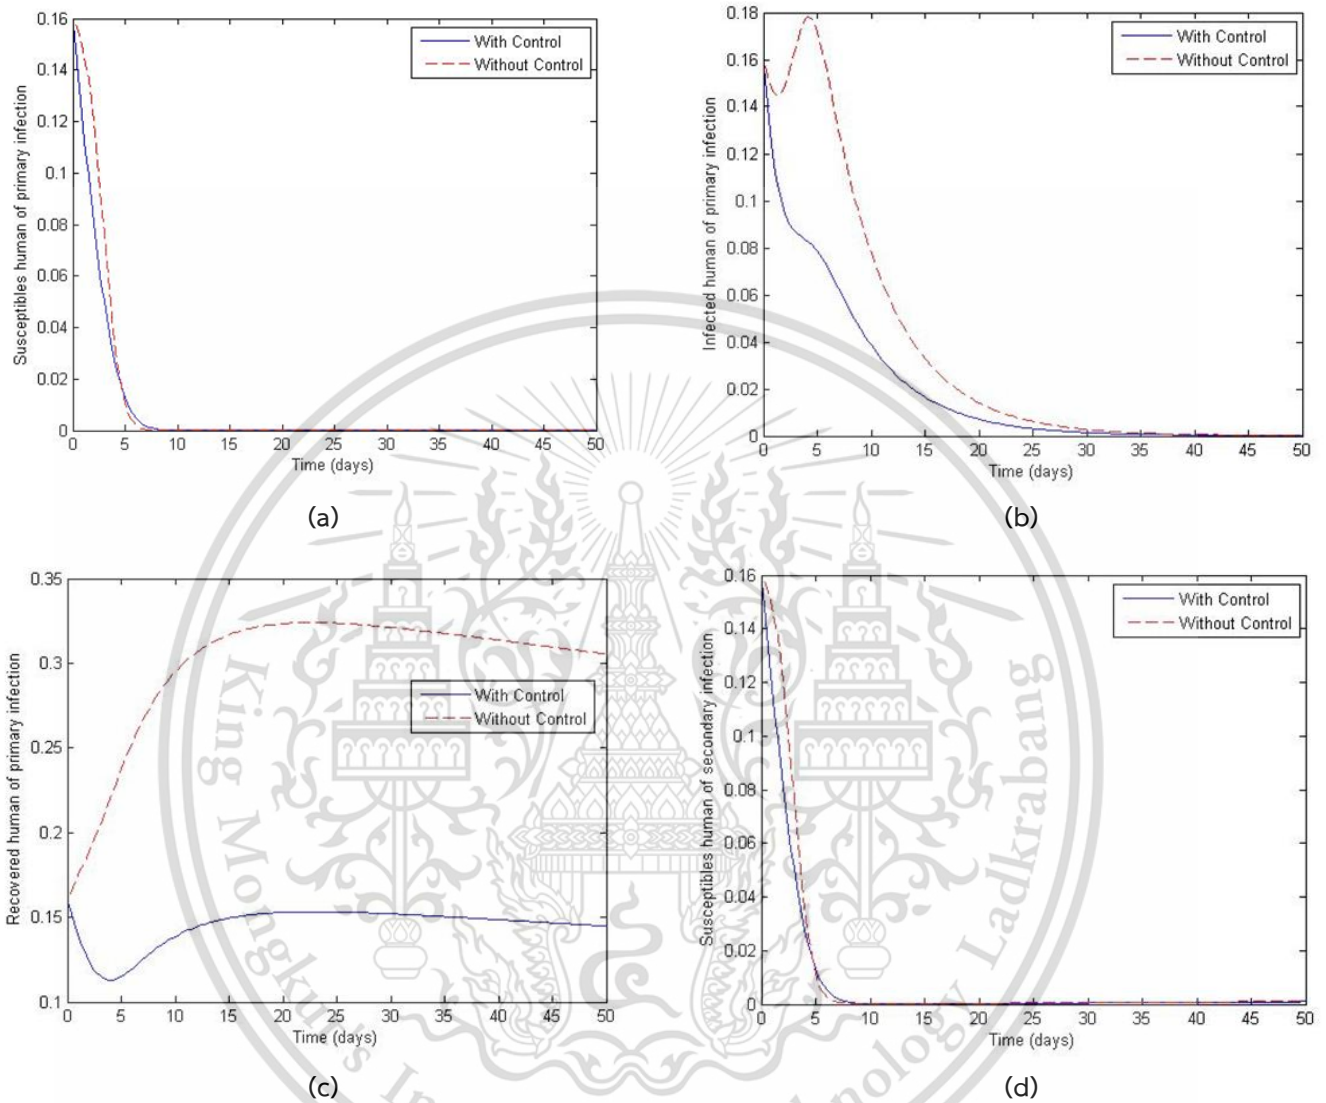 0.16
0.14
0.12
0.1
0.08
0.06
0.04
0.02
0
Susceptibles human of primary infection
With Control
Without Control
0 5 10 15 20 25 30 35 40 45 50
Time (days)
(a)
0.18
0.16
0.14
0.12
0.1
0.08
0.06
0.04
0.02
0
Infected human of primary infection
With Control
Without Control
0 5 10 15 20 25 30 35 40 45 50
Time (days)
(b)
0.35
0.3
0.25
0.2
0.15
0.1
Recovered human of primary infection
With Control
Without Control
0 5 10 15 20 25 30 35 40 45 50
Time (days)
(c)
0.16
0.14
0.12
0.1
0.08
0.06
0.04
0.02
0
Susceptibles human of secondary infection
With Control
Without Control
0 5 10 15 20 25 30 35 40 45 50
Time (days)
(d)
King Mongkut's In
nology Ladkrabang